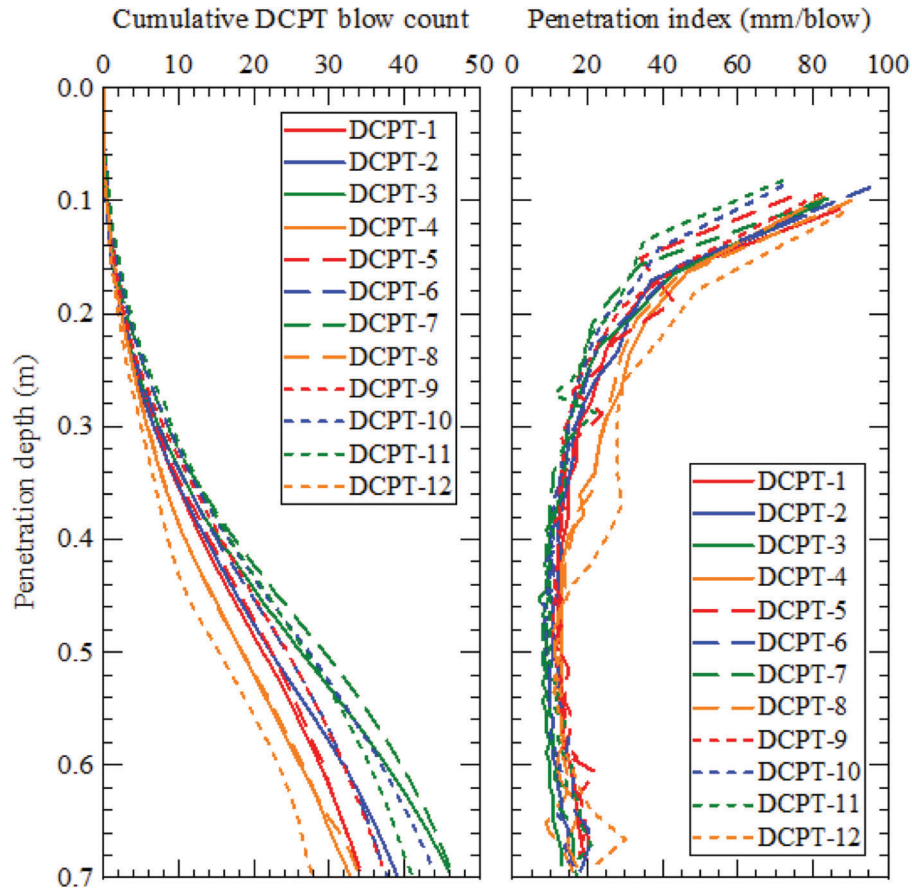 Cumulative DCPT blow count
0 10 20 30 40 50
0.0
0.1
0.2
0.3
0.4
0.5
0.6
0.7
Penetration depth (m)
DCPT-1
DCPT-2
DCPT-3
DCPT-4
DCPT-5
DCPT-6
DCPT-7
DCPT-8
DCPT-9
DCPT-10
DCPT-11
DCPT-12
Penetration index (mm/blow)
0 20 40 60 80 100
DCPT-1
DCPT-2
DCPT-3
DCPT-4
DCPT-5
DCPT-6
DCPT-7
DCPT-8
DCPT-9
DCPT-10
DCPT-11
DCPT-12